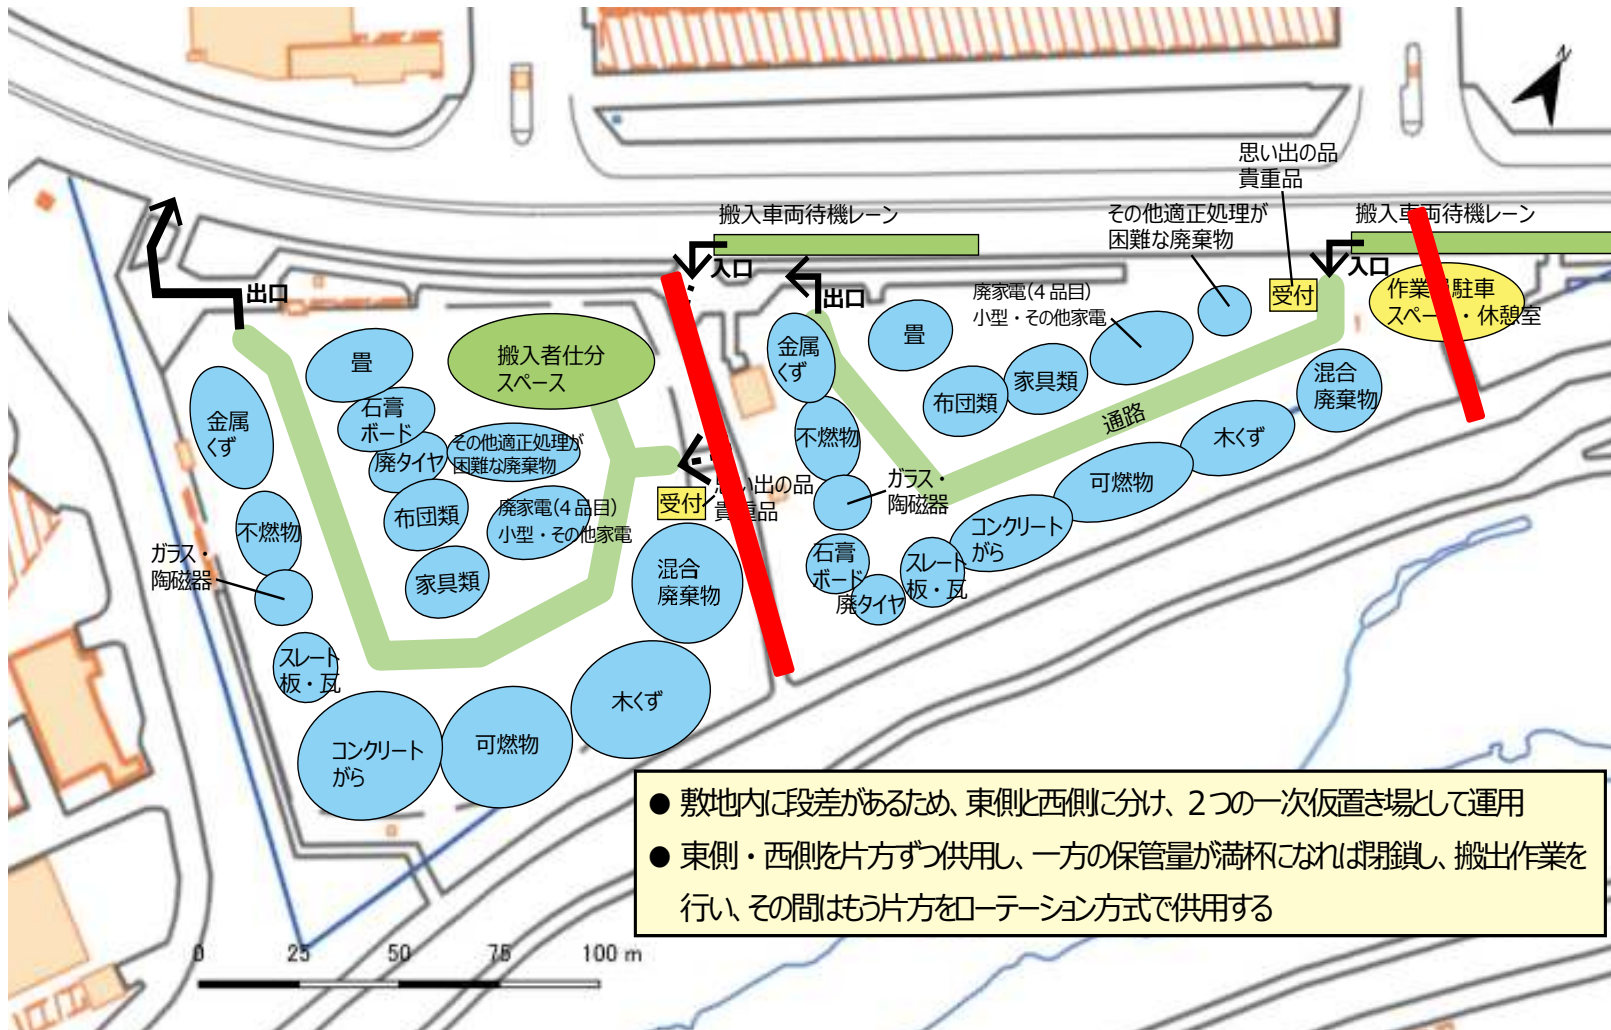 N
思い出の品
貴重品
搬入車両待機レーン
その他適正処理が
困難な廃棄物
搬入車両待機レーン
入口
出口
受付
入口
出口
廃家電(4品目)
小型・その他家電
作業員駐車
スペース・休憩室
畳
搬入者仕分
スペース
金属
くず
畳
家具類
布団類
混合
廃棄物
通路
金属
くず
石膏
ボード
廃タイヤ
その他適正処理が
困難な廃棄物
不燃物
木くず
可燃物
ガラス・
陶磁器
思い出の品
貴重品
受付
布団類
廃家電(4品目)
小型・その他家電
不燃物
コンクリート
がら
ガラス・
陶磁器
家具類
混合
廃棄物
石膏
ボード
廃タイヤ
スレート
板・瓦
スレート
板・瓦
木くず
可燃物
コンクリート
がら
● 敷地内に段差があるため、東側と西側に分け、2つの一次仮置き場として運用
● 東側・西側を片方ずつ供用し、一方の保管量が満杯になれば閉鎖し、搬出作業を
行い、その間はもう片方をローテーション方式で供用する
0 25 50 75 100 m